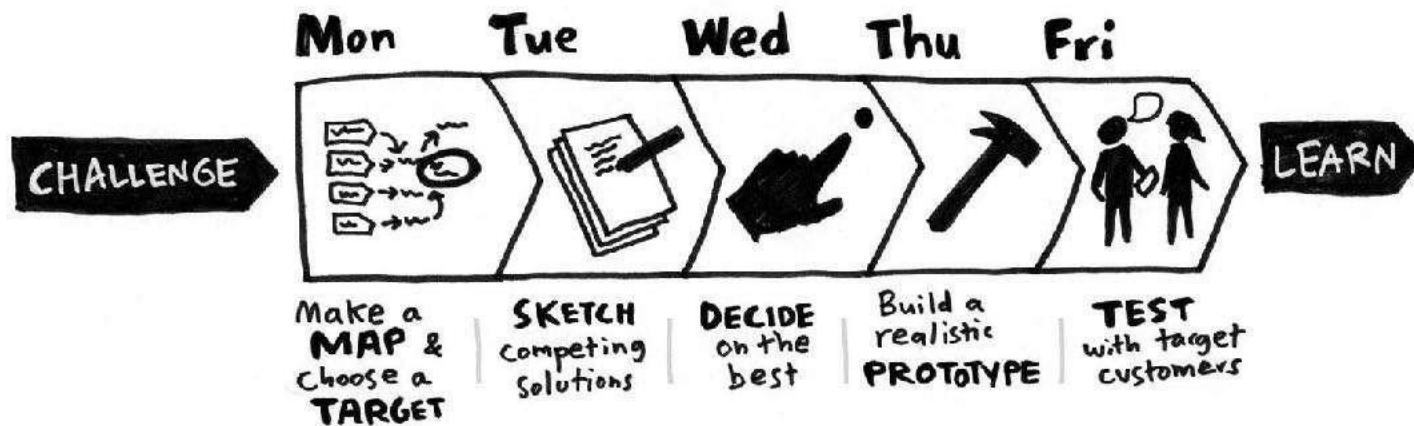 Mon Tue Wed Thu Fri
CHALLENGE
LEARN
Make a
MAP &
choose a
TARGET
SKETCH
competing
solutions
DECIDE
on the
best
Build a
realistic
PROTOTYPE
TEST
with target
customers